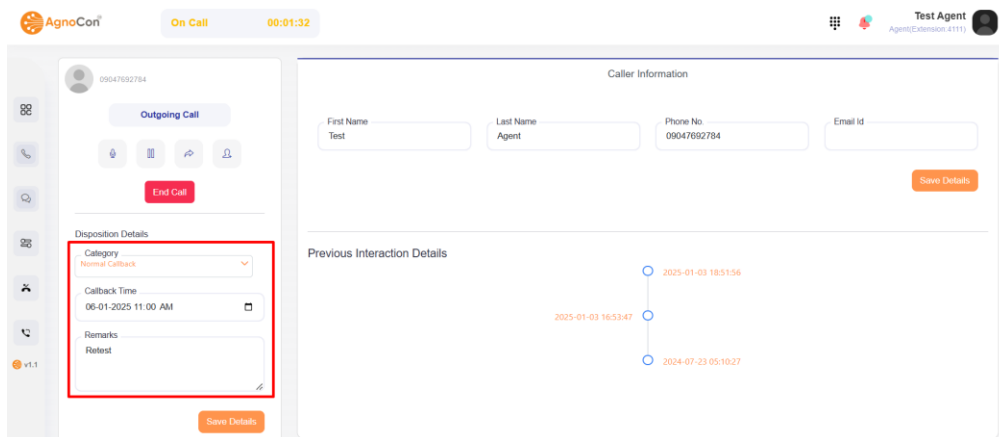 AgnoCon®
On Call 00:01:32
Test Agent
Agent(Extension:4111)
09047692784
Outgoing Call
End Call
Disposition Details
Category
Normal Callback
Callback Time
06-01-2025 11:00 AM
Remarks
Retest
Save Details
v1.1
Caller Information
First Name
Test
Last Name
Agent
Phone No.
09047692784
Email Id
Save Details
Previous Interaction Details
2025-01-03 18:51:56
2025-01-03 16:53:47
2024-07-23 05:10:27